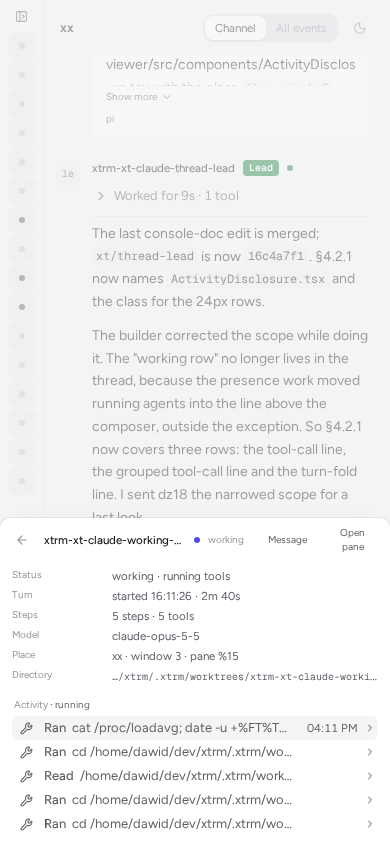 xx
Channel
All events
viewer/src/components/ActivityDisclos
Show more
pi
le
xtrm-xt-claude-thread-lead
Lead
Worked for 9s · 1 tool
The last console-doc edit is merged;
xt/thread-lead is now 16c4a7f1 . §4.2.1
now names ActivityDisclosure.tsx and
the class for the 24px rows.
The builder corrected the scope while doing
it. The "working row" no longer lives in the
thread, because the presence work moved
running agents into the line above the
composer, outside the exception. So §4.2.1
now covers three rows: the tool-call line,
the grouped tool-call line and the turn-fold
line. I sent dz18 the narrowed scope for a
last look.
xtrm-xt-claude-working-...
working
Message
Open
pane
Status
working · running tools
Turn
started 16:11:26 · 2m 40s
Steps
5 steps · 5 tools
Model
claude-opus-5-5
Place
xx · window 3 · pane %15
Directory
…/xtrm/.xtrm/worktrees/xtrm-xt-claude-worki…
Activity · running
Ran cat /proc/loadavg; date -u +%FT%T...
04:11 PM
Ran cd /home/dawid/dev/xtrm/.xtrm/wo...
Read /home/dawid/dev/xtrm/.xtrm/work...
Ran cd /home/dawid/dev/xtrm/.xtrm/wo...
Ran cd /home/dawid/dev/xtrm/.xtrm/wo...